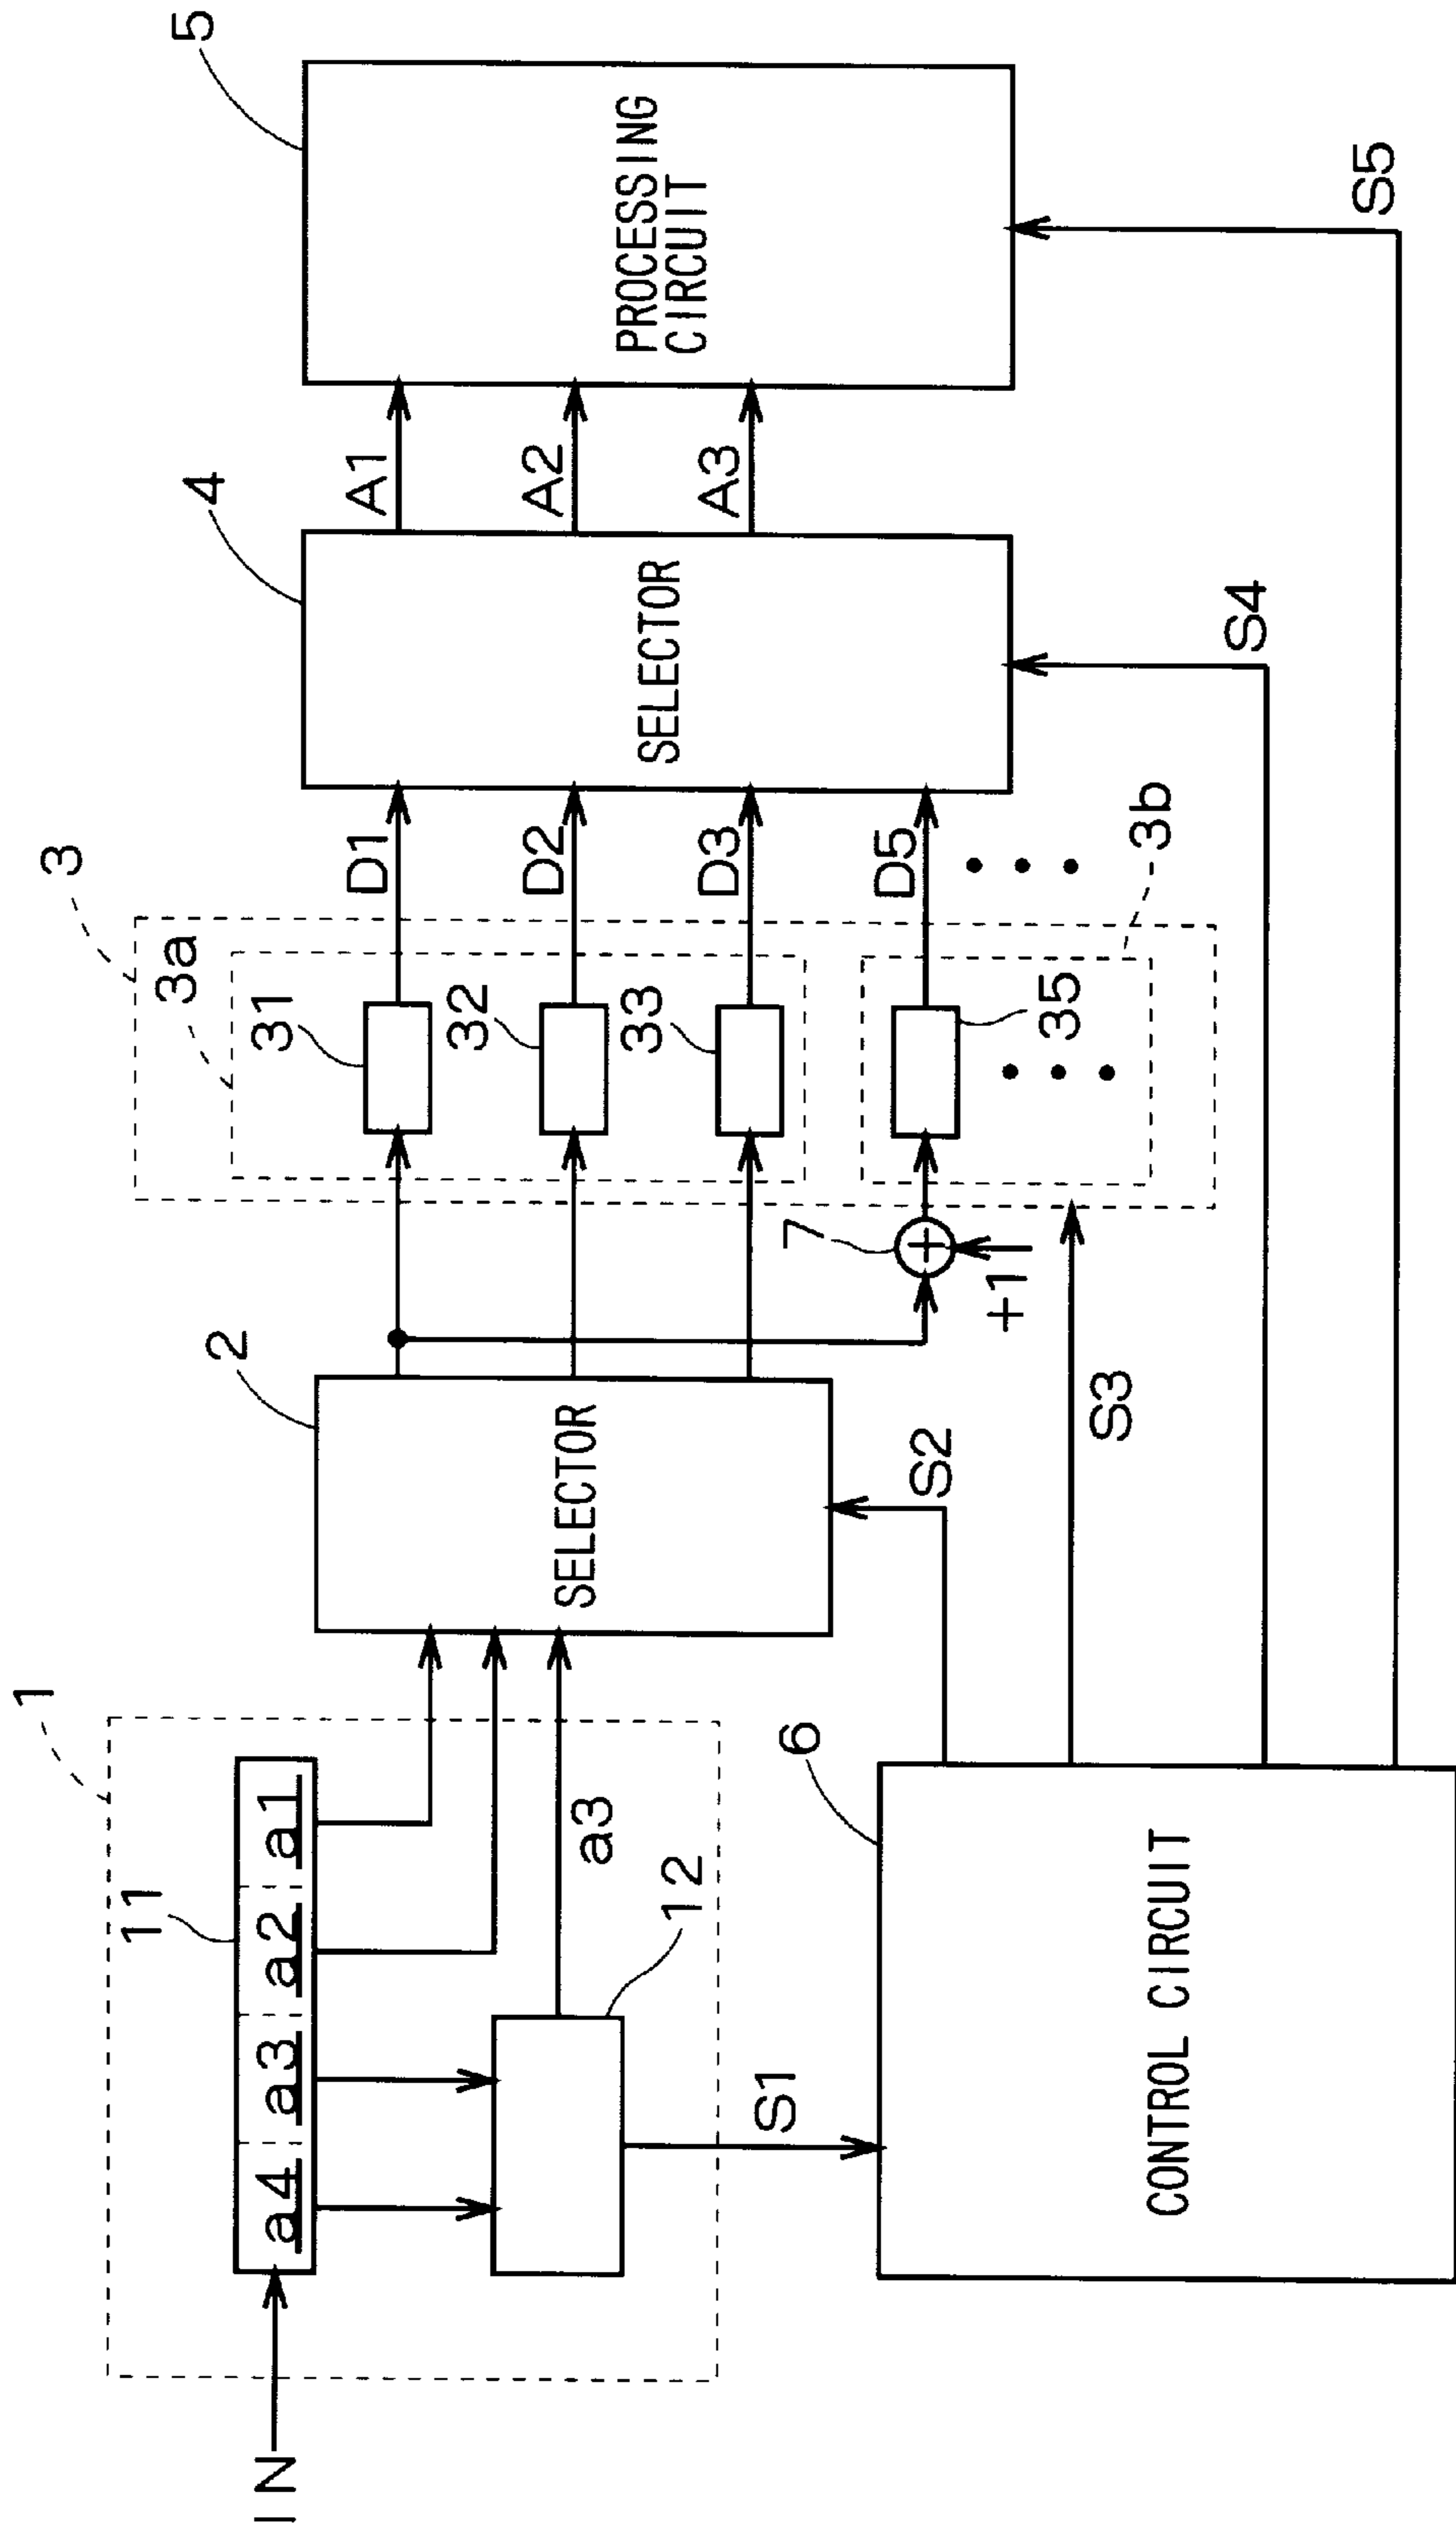 1
11
a4 a3 a2 a1
IN
12
a3
S1
6
CONTROL CIRCUIT
2
SELECTOR
S2
S3
S4
S5
7
+
+1
3
3a
31
32
33
35
3b
D1
D2
D3
D5
4
SELECTOR
A1
A2
A3
5
PROCESSING
CIRCUIT